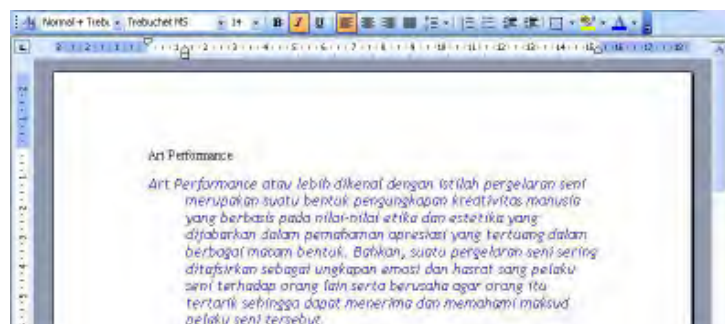 Normal + Trebu Trebuchet MS 14 B I U
Art Performance
Art Performance atau lebih dikenal dengan istilah pergelaran seni
merupakan suatu bentuk pengungkapan kreativitas manusia
yang berbasis pada nilai-nilai etika dan estetika yang
dijabarkan dalam pemahaman apresiasi yang tertuang dalam
berbagai macam bentuk. Bahkan, suatu pergelaran seni sering
ditafsirkan sebagai ungkapan emosi dan hasrat sang pelaku
seni terhadap orang lain serta berusaha agar orang itu
tertarik sehingga dapat menerima dan memahami maksud
pelaku seni tersebut.